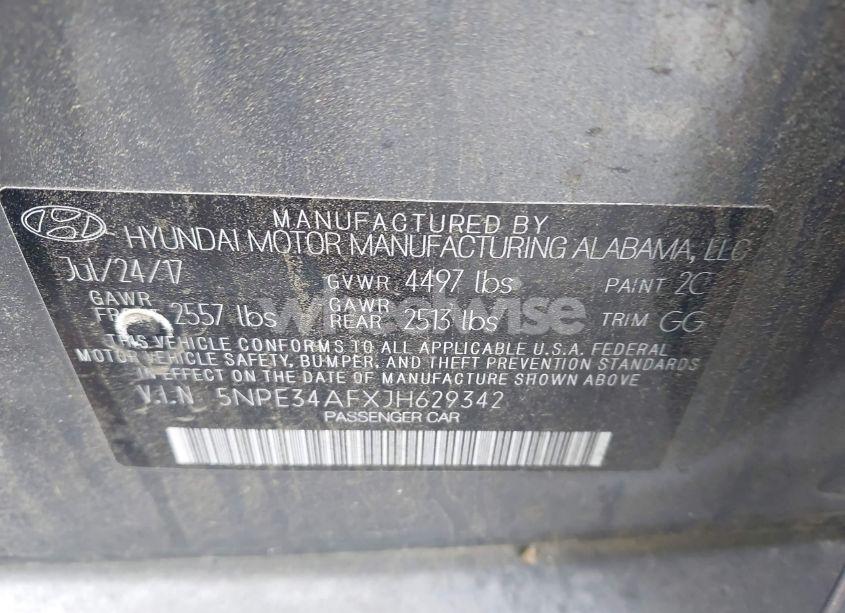 MANUFACTURED BY
HYUNDAI MOTOR MANUFACTURING ALABAMA, LLC
Jul/24/17 GVWR 4497 lbs PAINT 2C
GAWR 2557 lbs GAWR REAR 2513 lbs TRIM GG
THIS VEHICLE CONFORMS TO ALL APPLICABLE U.S.A. FEDERAL
MOTOR VEHICLE SAFETY, BUMPER, AND THEFT PREVENTION STANDARDS
IN EFFECT ON THE DATE OF MANUFACTURE SHOWN ABOVE
V.I.N 5NPE34AFXJH629342
PASSENGER CAR